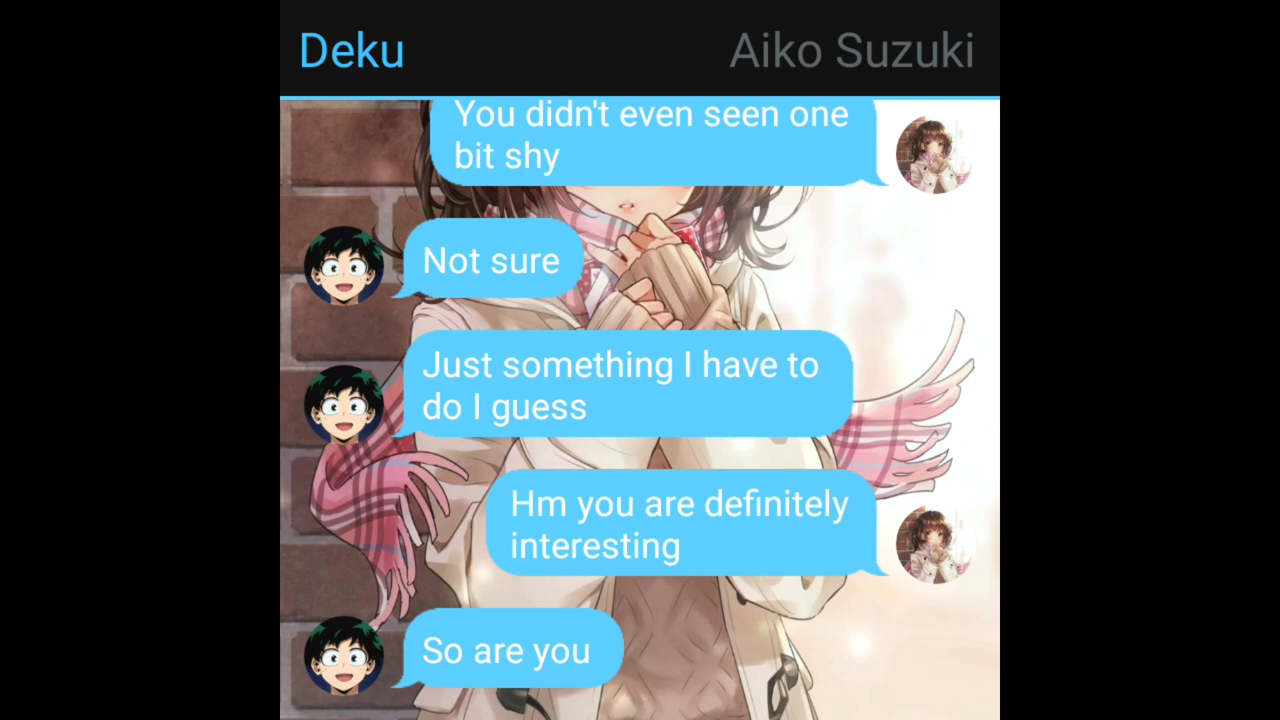 Deku
Aiko Suzuki
You didn't even seen one
bit shy
Not sure
Just something I have to
do I guess
Hm you are definitely
interesting
So are you